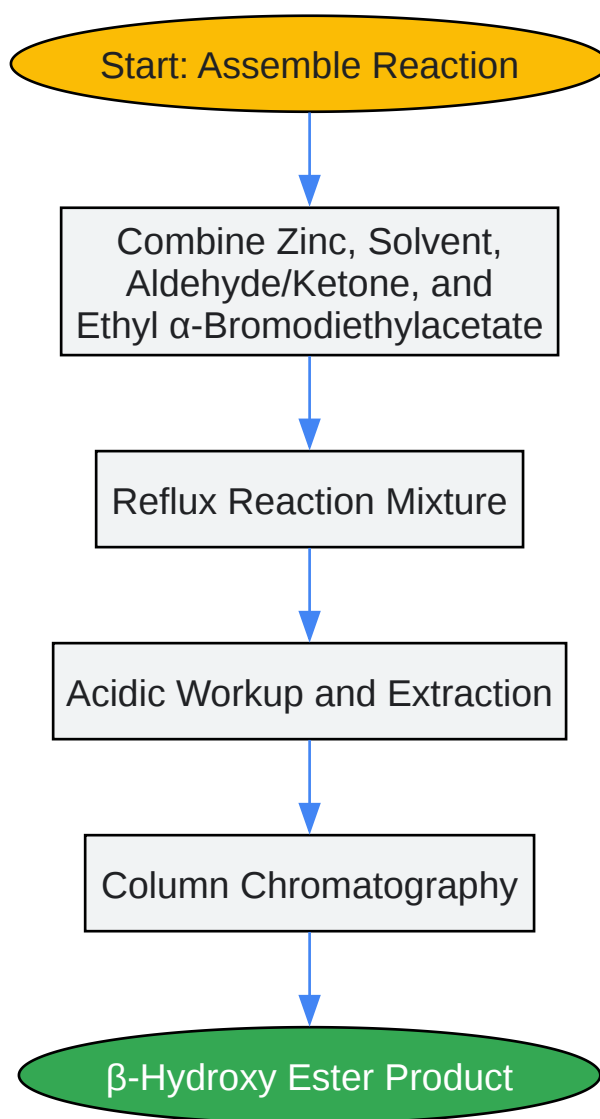 Start: Assemble Reaction
Combine Zinc, Solvent,
Aldehyde/Ketone, and
Ethyl α-Bromodiethylacetate
Reflux Reaction Mixture
Acidic Workup and Extraction
Column Chromatography
β-Hydroxy Ester Product